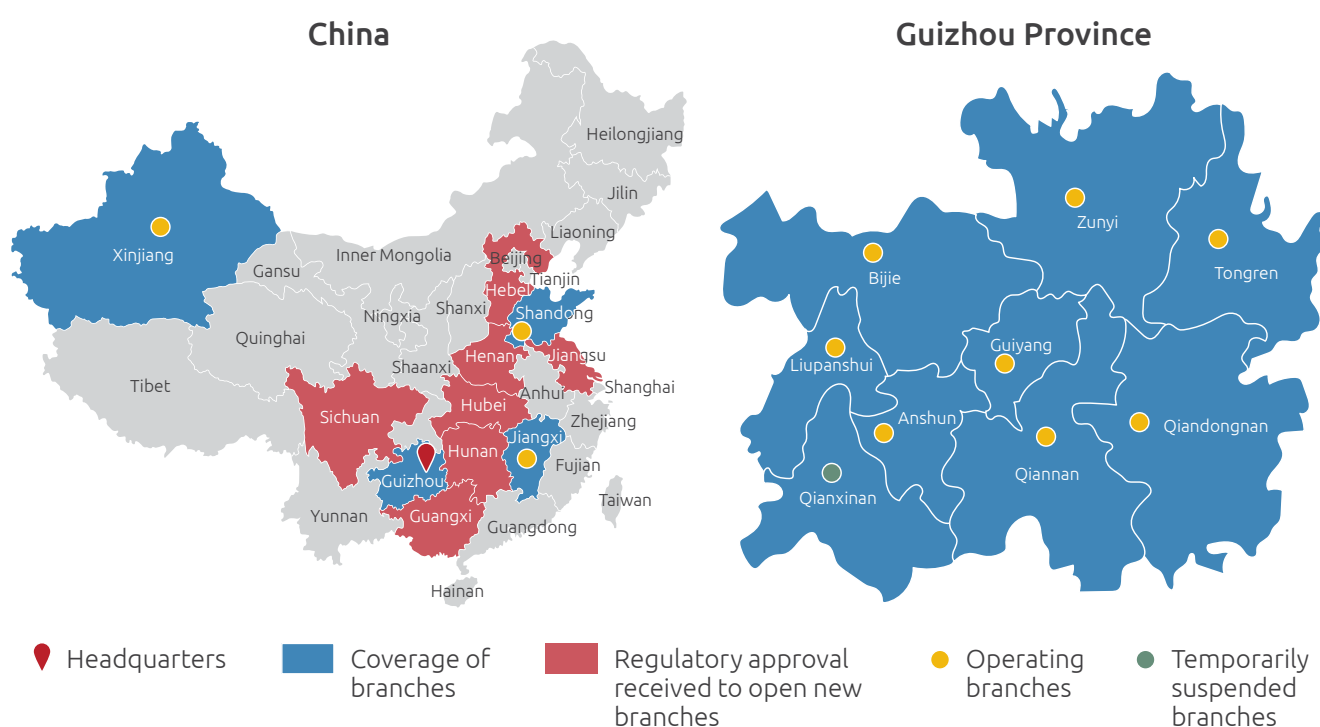 China
Guizhou Province
Heilongjiang
Jilin
Liaoning
Inner Mongolia
Beijing
Tianjin
Xinjiang
Gansu
Hebel
Shanxi
Shandong
Ningxia
Quinghai
Henan
Jiangsu
Shaanxi
Tibet
Anhui
Shanghai
Sichuan
Hubei
Zhejiang
Jiangxi
Hunan
Fujian
Guizhou
Taiwan
Yunnan
Guangxi
Guangdong
Hainan
Zunyi
Bijie
Tongren
Guiyang
Liupanshui
Anshun
Qiandongnan
Qiannan
Qianxinan
Headquarters
Coverage of
branches
Regulatory approval
received to open new
branches
Operating
branches
Temporarily
suspended
branches